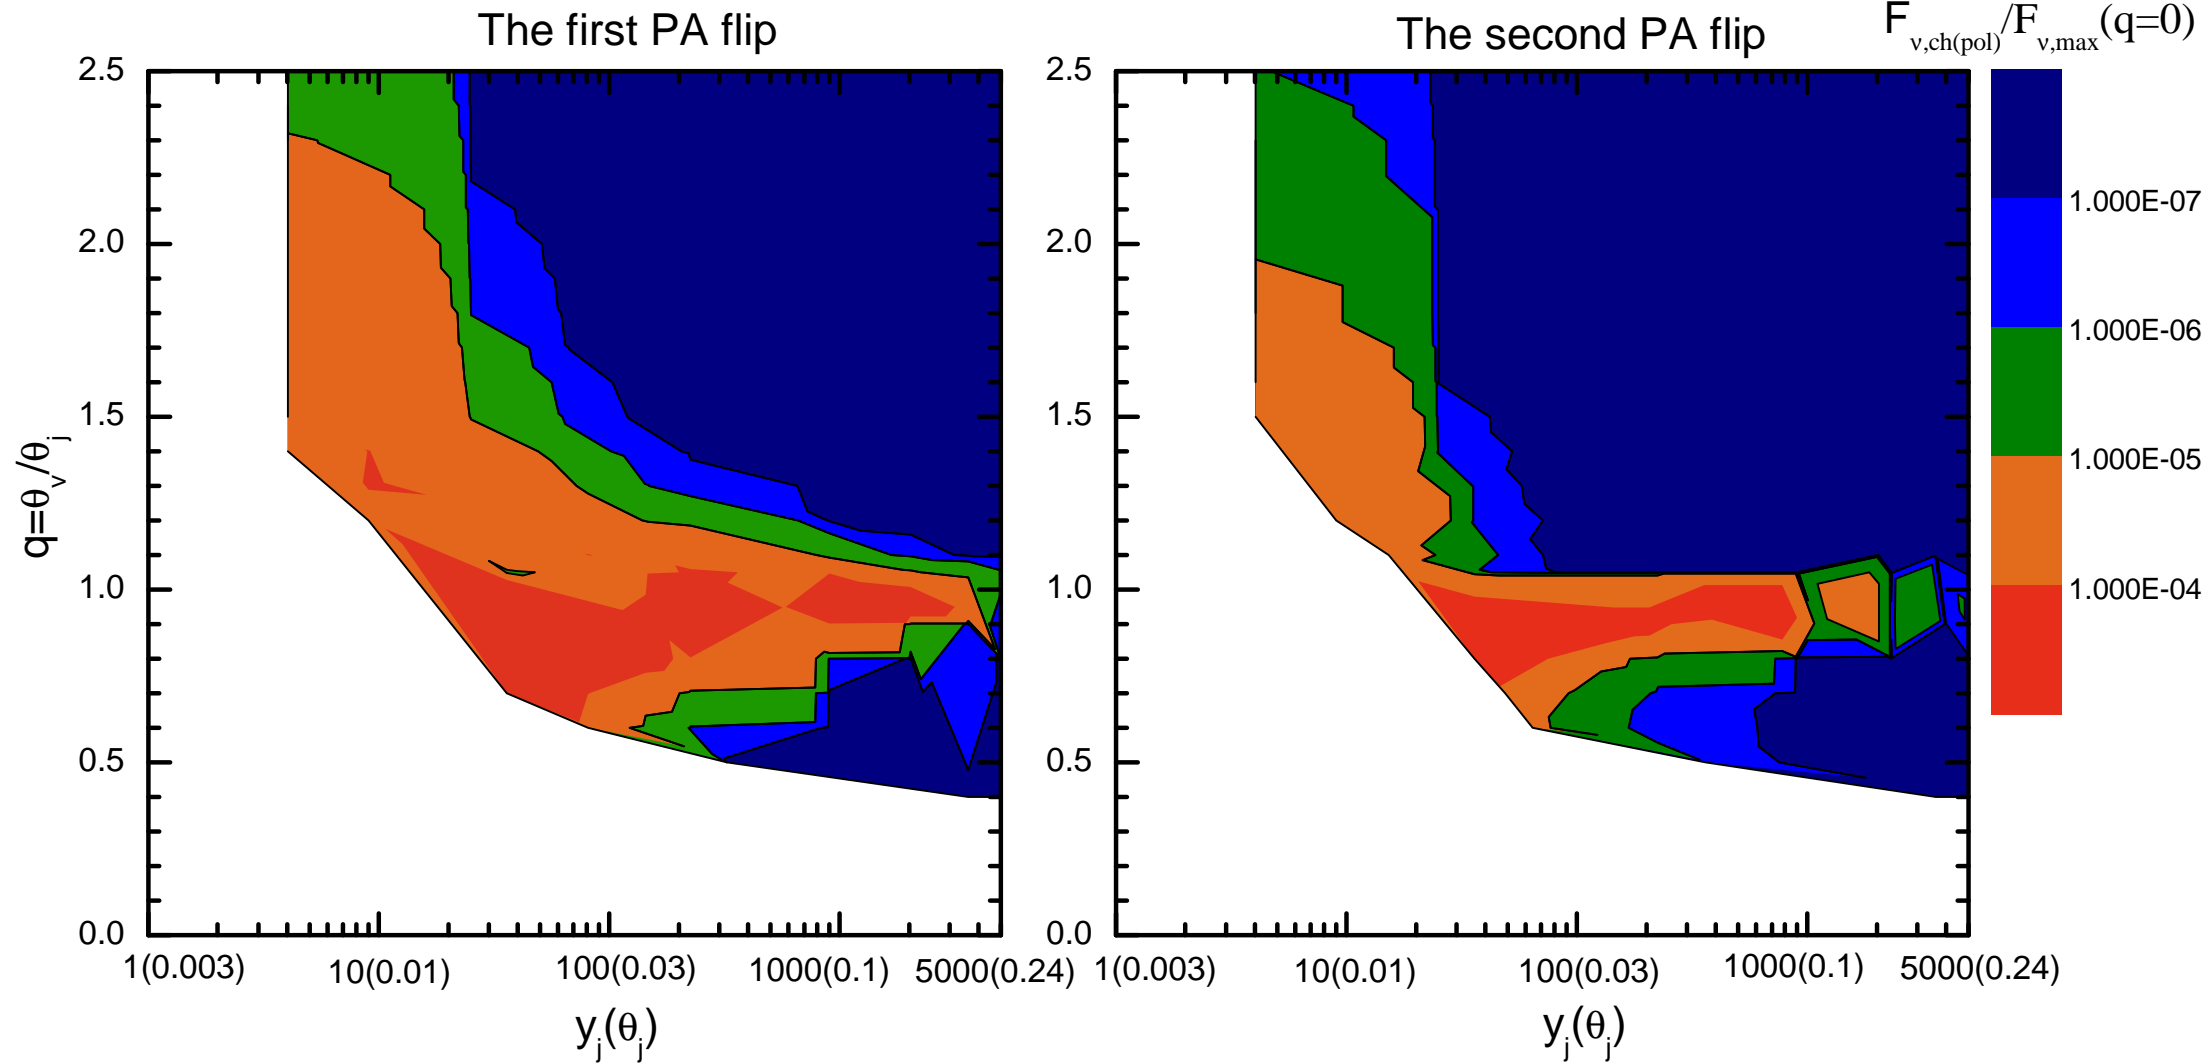 The first PA flip
The second PA flip
F_ν,ch(pol)/F_ν,max(q=0)
2.5
2.0
1.5
1.0
0.5
0.0
q=θ_v/θ_j
1(0.003)
10(0.01)
100(0.03)
1000(0.1)
5000(0.24)
y_j(θ_j)
2.5
2.0
1.5
1.0
0.5
0.0
1(0.003)
10(0.01)
100(0.03)
1000(0.1)
5000(0.24)
y_j(θ_j)
1.000E-07
1.000E-06
1.000E-05
1.000E-04